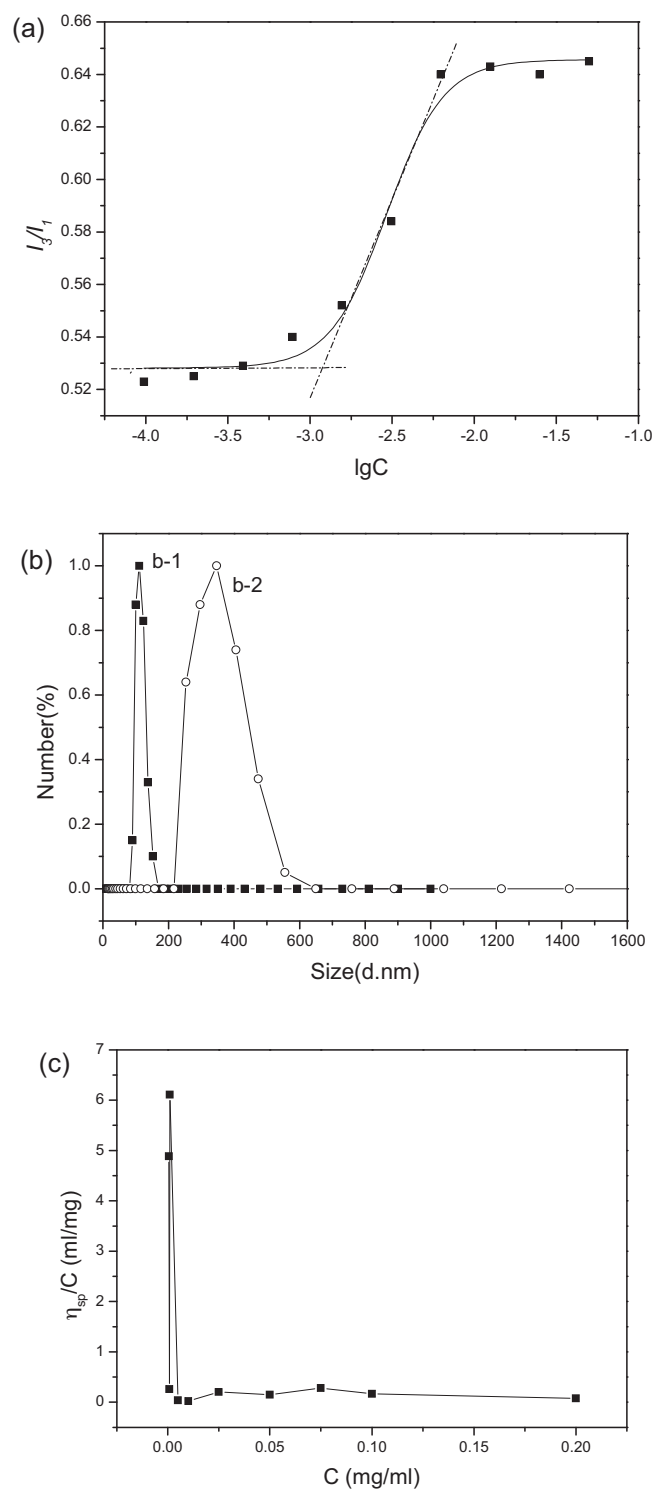 (a)
0.66
0.64
0.62
0.60
0.58
0.56
0.54
0.52
I3/I1
-4.0 -3.5 -3.0 -2.5 -2.0 -1.5 -1.0
lgC
(b)
b-1
b-2
1.0
0.8
0.6
0.4
0.2
0.0
Number(%)
0 200 400 600 800 1000 1200 1400 1600
Size(d.nm)
(c)
7
6
5
4
3
2
1
0
ηsp/C (ml/mg)
0.00 0.05 0.10 0.15 0.20
C (mg/ml)